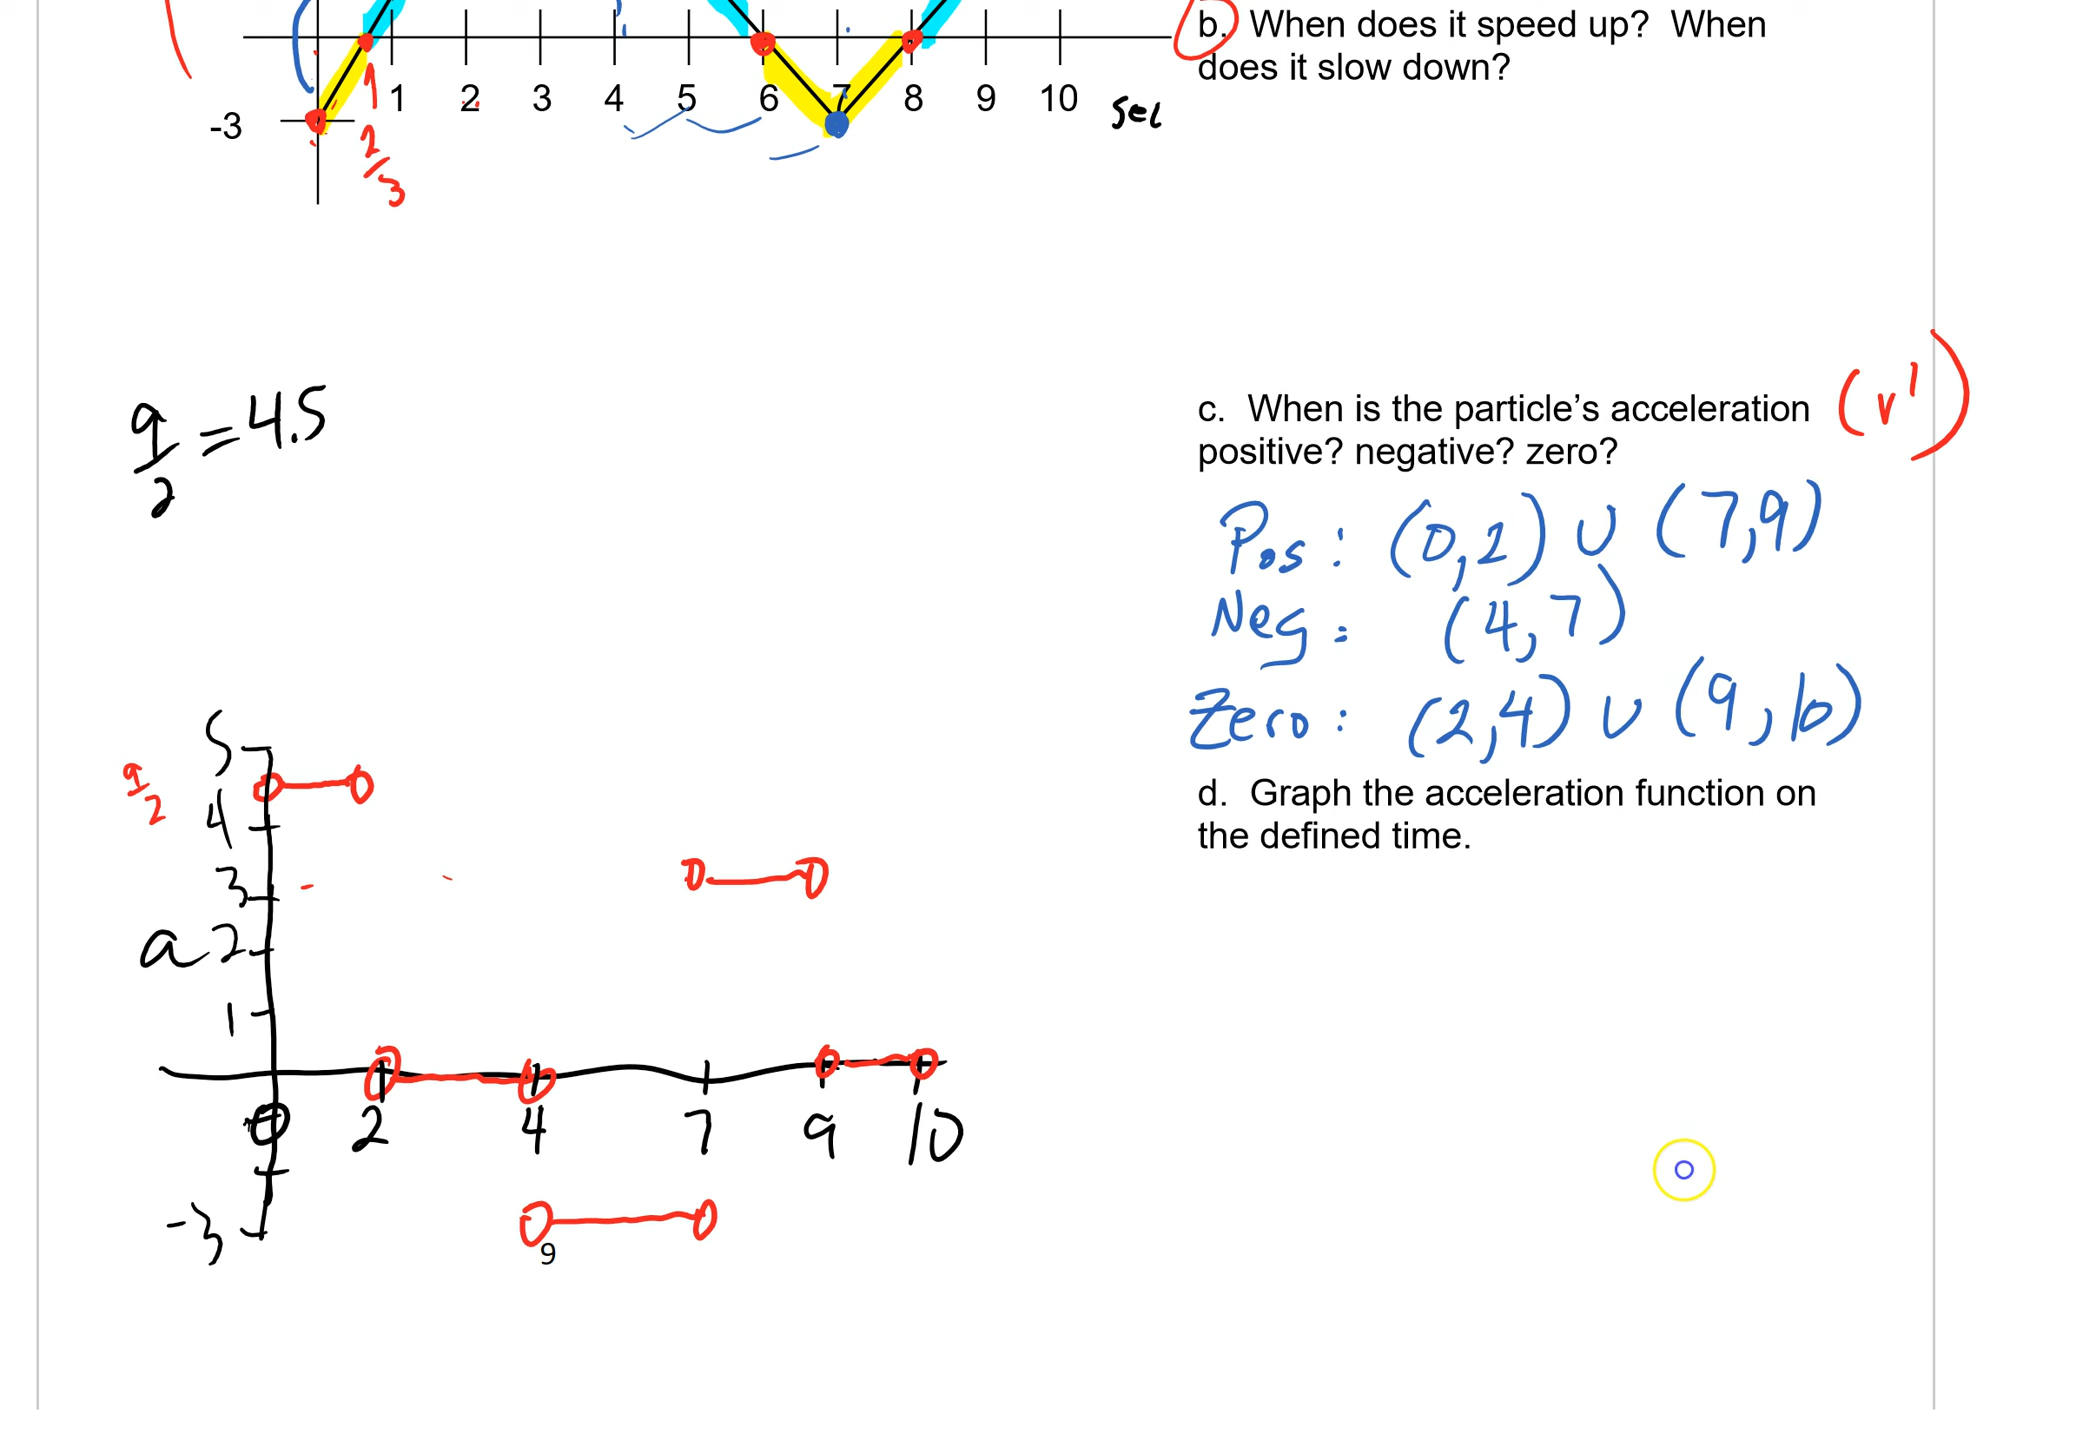 b. When does it speed up? When
does it slow down?
1 2 3 4 5 6 7 8 9 10 sec
-3
2/3
c. When is the particle’s acceleration (v')
positive? negative? zero?
9/2 = 4.5
Pos: (0,2) ∪ (7,9)
Neg: (4,7)
Zero: (2,4) ∪ (9,10)
d. Graph the acceleration function on
the defined time.
5
9/2
4
3
a 2
1
0 2 4 7 9 10
-3
9